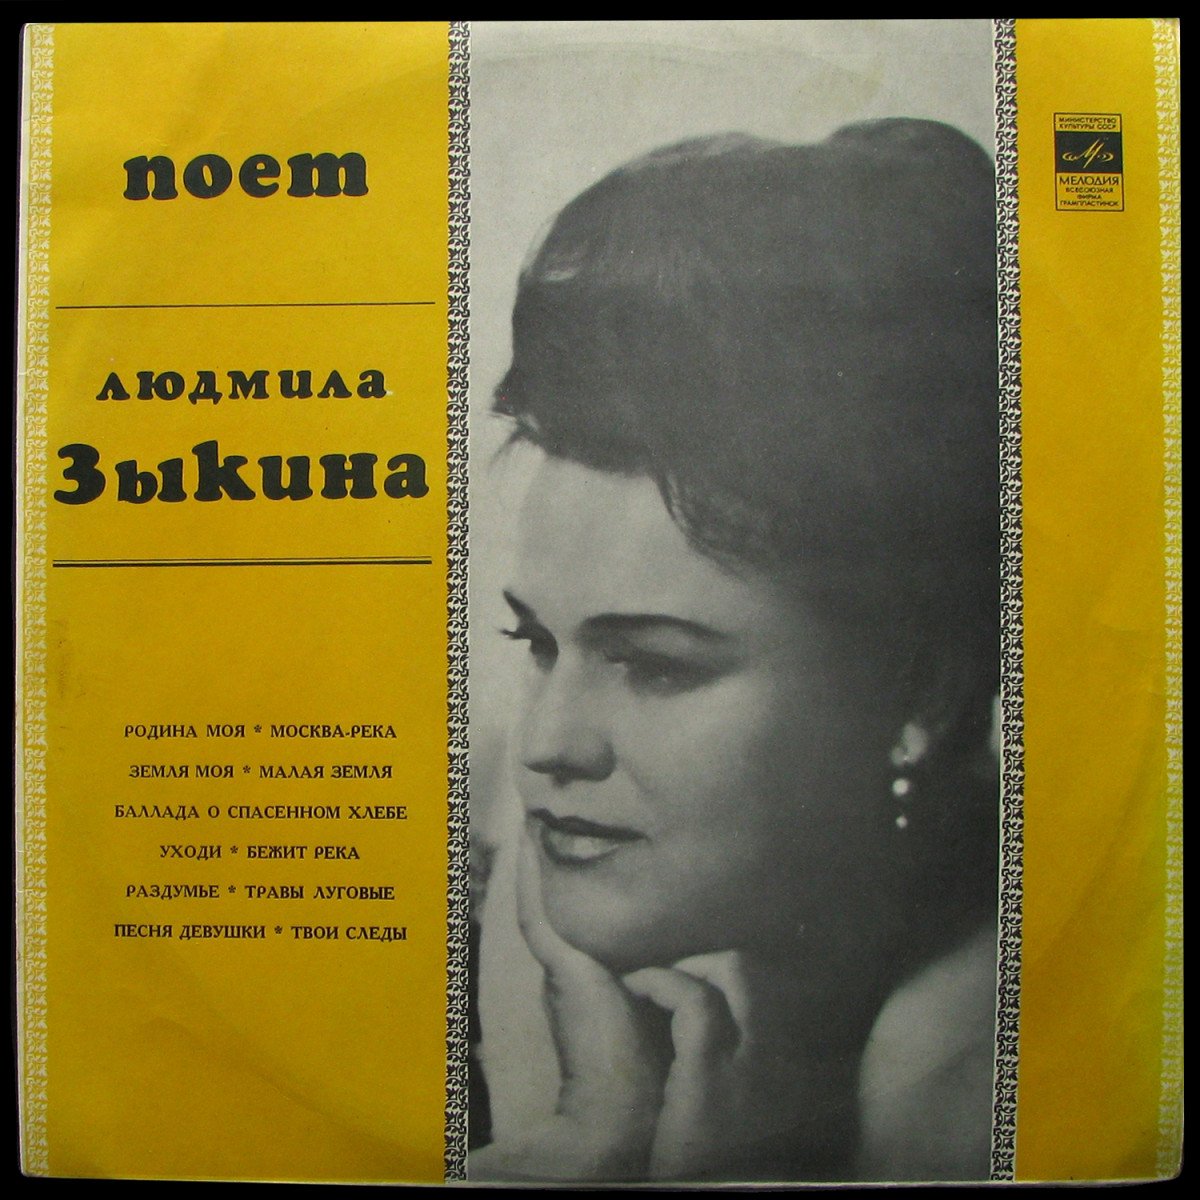 поет
людмила
Зыкина
РОДИНА МОЯ * МОСКВА-РЕКА
ЗЕМЛЯ МОЯ * МАЛАЯ ЗЕМЛЯ
БАЛЛАДА О СПАСЕННОМ ХЛЕБЕ
УХОДИ * БЕЖИТ РЕКА
РАЗДУМЬЕ * ТРАВЫ ЛУГОВЫЕ
ПЕСНЯ ДЕВУШКИ * ТВОИ СЛЕДЫ
МИНИСТЕРСТВО
КУЛЬТУРЫ СССР
МЕЛОДИЯ
ВСЕСОЮЗНАЯ
ФИРМА
ГРАМПЛАСТИНОК